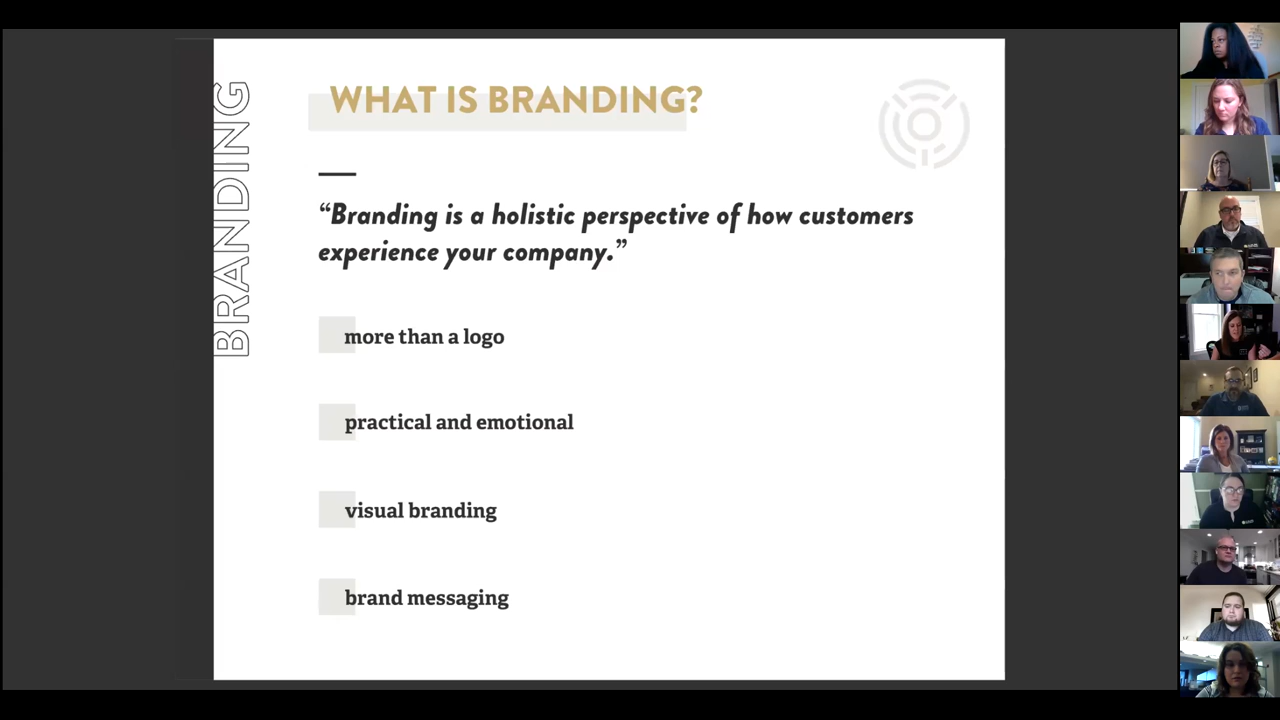 BRANDING
WHAT IS BRANDING?
“Branding is a holistic perspective of how customers
experience your company.”
more than a logo
practical and emotional
visual branding
brand messaging